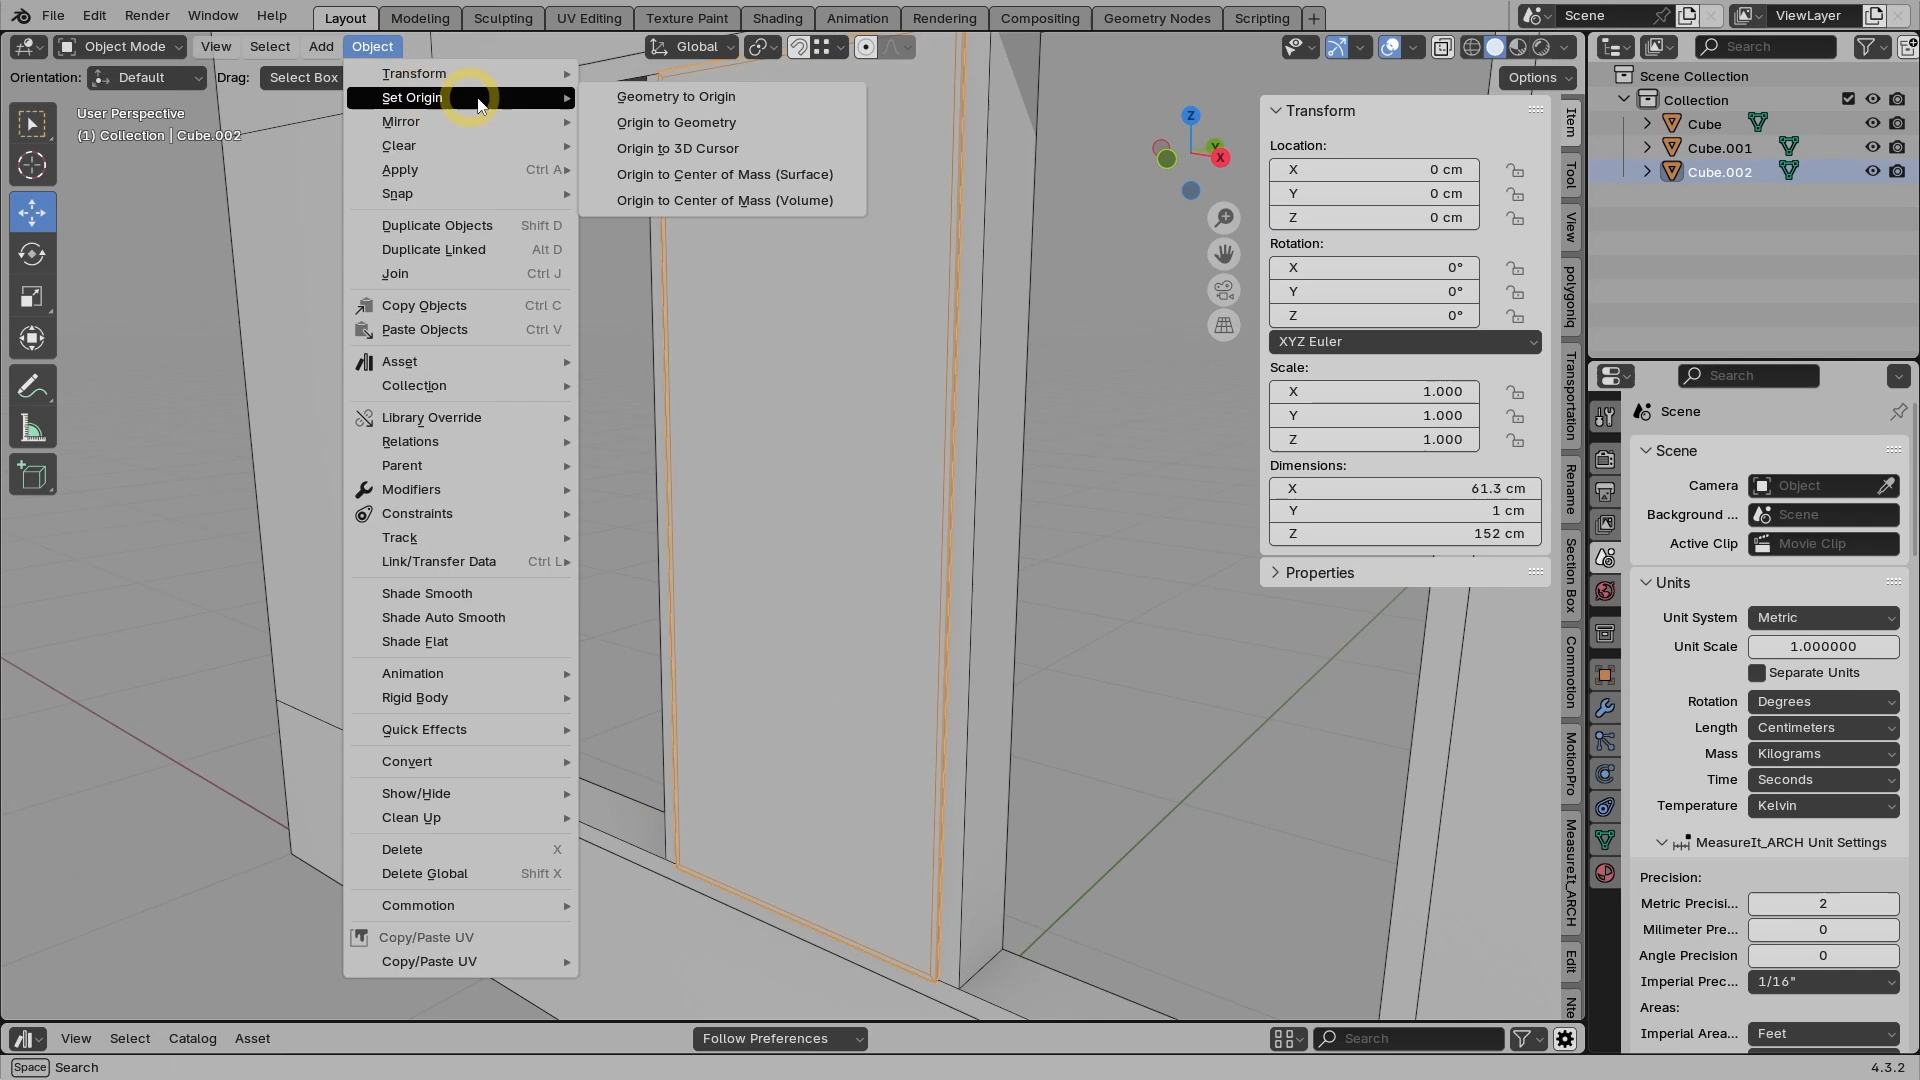 File Edit Render Window Help Layout Modeling Sculpting UV Editing Texture Paint Shading Animation Rendering Compositing Geometry Nodes Scripting Scene ViewLayer
Object Mode View Select Add Object Global Search
Orientation: Default Drag: Select Box Options
User Perspective
(1) Collection | Cube.002
Transform
Set Origin
Mirror
Clear
Apply Ctrl A
Snap
Duplicate Objects Shift D
Duplicate Linked Alt D
Join Ctrl J
Copy Objects Ctrl C
Paste Objects Ctrl V
Asset
Collection
Library Override
Relations
Parent
Modifiers
Constraints
Track
Link/Transfer Data Ctrl L
Shade Smooth
Shade Auto Smooth
Shade Flat
Animation
Rigid Body
Quick Effects
Convert
Show/Hide
Clean Up
Delete X
Delete Global Shift X
Commotion
Copy/Paste UV
Copy/Paste UV
Geometry to Origin
Origin to Geometry
Origin to 3D Cursor
Origin to Center of Mass (Surface)
Origin to Center of Mass (Volume)
Z
Y
X
Transform
Location:
X 0 cm
Y 0 cm
Z 0 cm
Rotation:
X 0°
Y 0°
Z 0°
XYZ Euler
Scale:
X 1.000
Y 1.000
Z 1.000
Dimensions:
X 61.3 cm
Y 1 cm
Z 152 cm
Properties
Item
Tool
View
polygoniq
Transportation
Rename
Section Box
Commotion
MotionPro
MeasureIt_ARCH
Edit
Scene Collection
Collection
Cube
Cube.001
Cube.002
Search
Scene
Scene
Camera Object
Background ... Scene
Active Clip Movie Clip
Units
Unit System Metric
Unit Scale 1.000000
Separate Units
Rotation Degrees
Length Centimeters
Mass Kilograms
Time Seconds
Temperature Kelvin
MeasureIt_ARCH Unit Settings
Precision:
Metric Precisi... 2
Milimeter Pre... 0
Angle Precision 0
Imperial Prec... 1/16"
Areas:
Imperial Area... Feet
View Select Catalog Asset Follow Preferences Search
Space Search 4.3.2